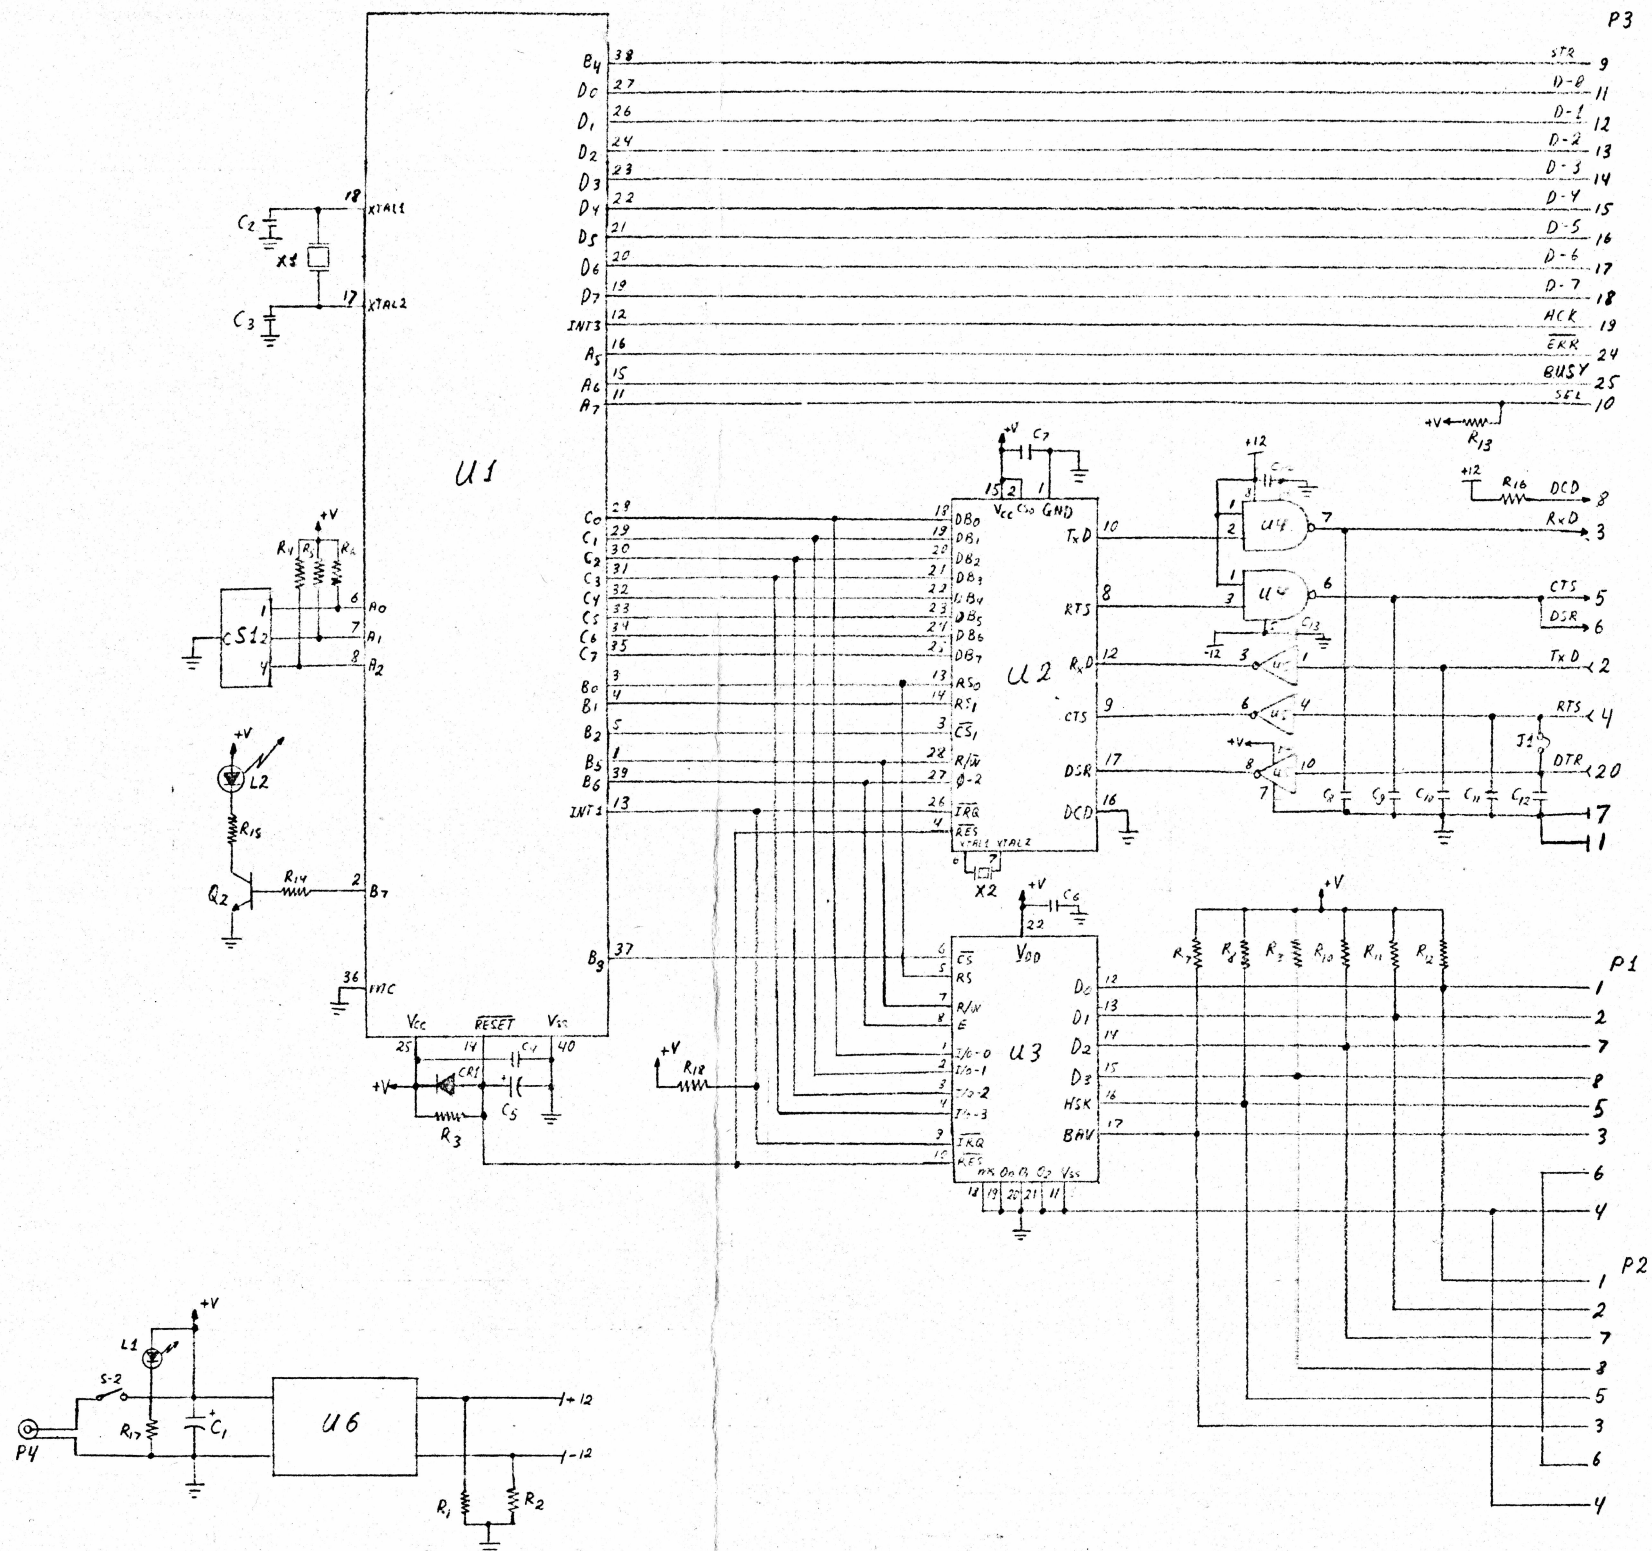 P3
B4 38 STR 9
D0 27 D-0 11
D1 26 D-1 12
D2 24 D-2 13
D3 23 D-3 14
D4 22 D-4 15
D5 21 D-5 16
D6 20 D-6 17
D7 19 D-7 18
INT3 12 ACK 19
A5 16 ERR 24
A6 15 BUSY 25
A7 11 SEL 10
+V R13
18 XTAL1
C2
X1
17 XTAL2
C3
U1
+V
R4 R5 R6
S1
C
1 6 A0
2 7 A1
4 8 A2
+V
L2
R15
Q2 R14 2 B7
36 INC
VCC RESET VSS
25 14 40
C4
+V CR1
C5
R3
C0 28 18 DB0
C1 29 19 DB1
C2 30 20 DB2
C3 31 21 DB3
C4 32 22 DB4
C5 33 23 DB5
C6 34 24 DB6
C7 35 25 DB7
B0 3 13 RS0
B1 4 14 RS1
B2 5 3 CS1
B5 1 28 R/W
B6 39 27 Φ-2
INT1 13 26 IRQ
4 RES
XTAL1 XTAL2
6 7
X2
+V C7
15 2 1
VCC CS0 GND
U2
TxD 10
RTS 8
RxD 12
CTS 9
DSR 17
DCD 16
+12
8
1
2 U4 7
1
3 U4 6
-12 C13
3 1
6 4
+V
8 10
7
+12 R16 DCD 8
RxD 3
CTS 5
DSR 6
TxD 2
RTS 4
J1
DTR 20
C8 C9 C10 C11 C12
7
1
B3 37
+V C6
22
VDD
6 CS
5 RS
7 R/W
8 E
1 I/O-0
2 I/O-1
3 I/O-2
4 I/O-3
9 IRQ
10 RES
U3
D0 12
D1 13
D2 14
D3 15
HSK 16
BAV 17
VSS
18 19 20 21 11
+V
R18
+V
R7 R8 R9 R10 R11 R12
P1
1
2
7
8
5
3
6
4
P2
1
2
7
8
5
3
6
4
+V
L1
S-2
P4
R17
C1
U6
+12
-12
R1 R2